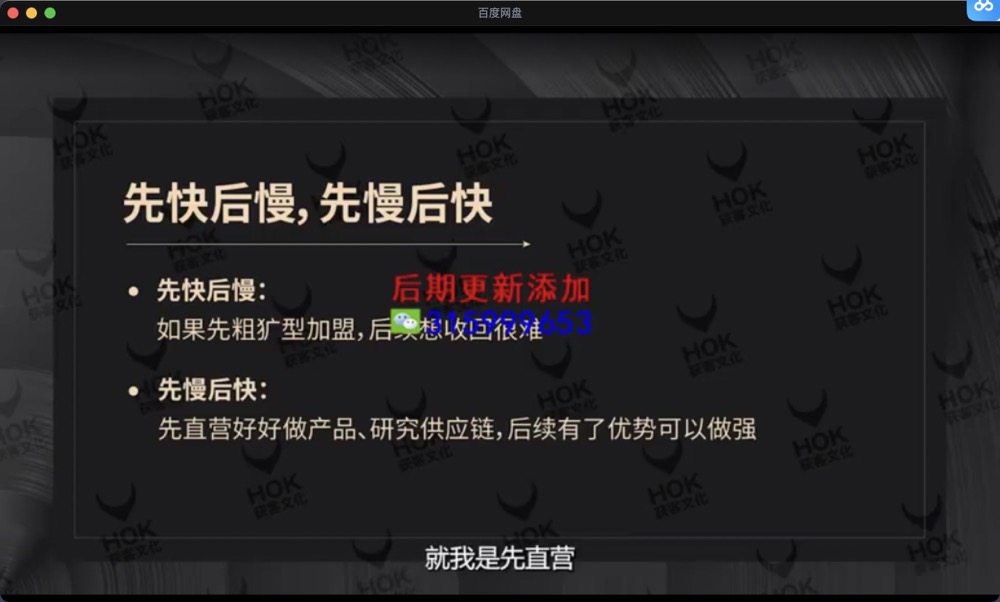 百度网盘
先快后慢，先慢后快
• 先快后慢：
后期更新添加
如果先粗犷型加盟，后续想收回很难
315999653
• 先慢后快：
先直营好好做产品、研究供应链，后续有了优势可以做强
就我是先直营
HOK
获客文化